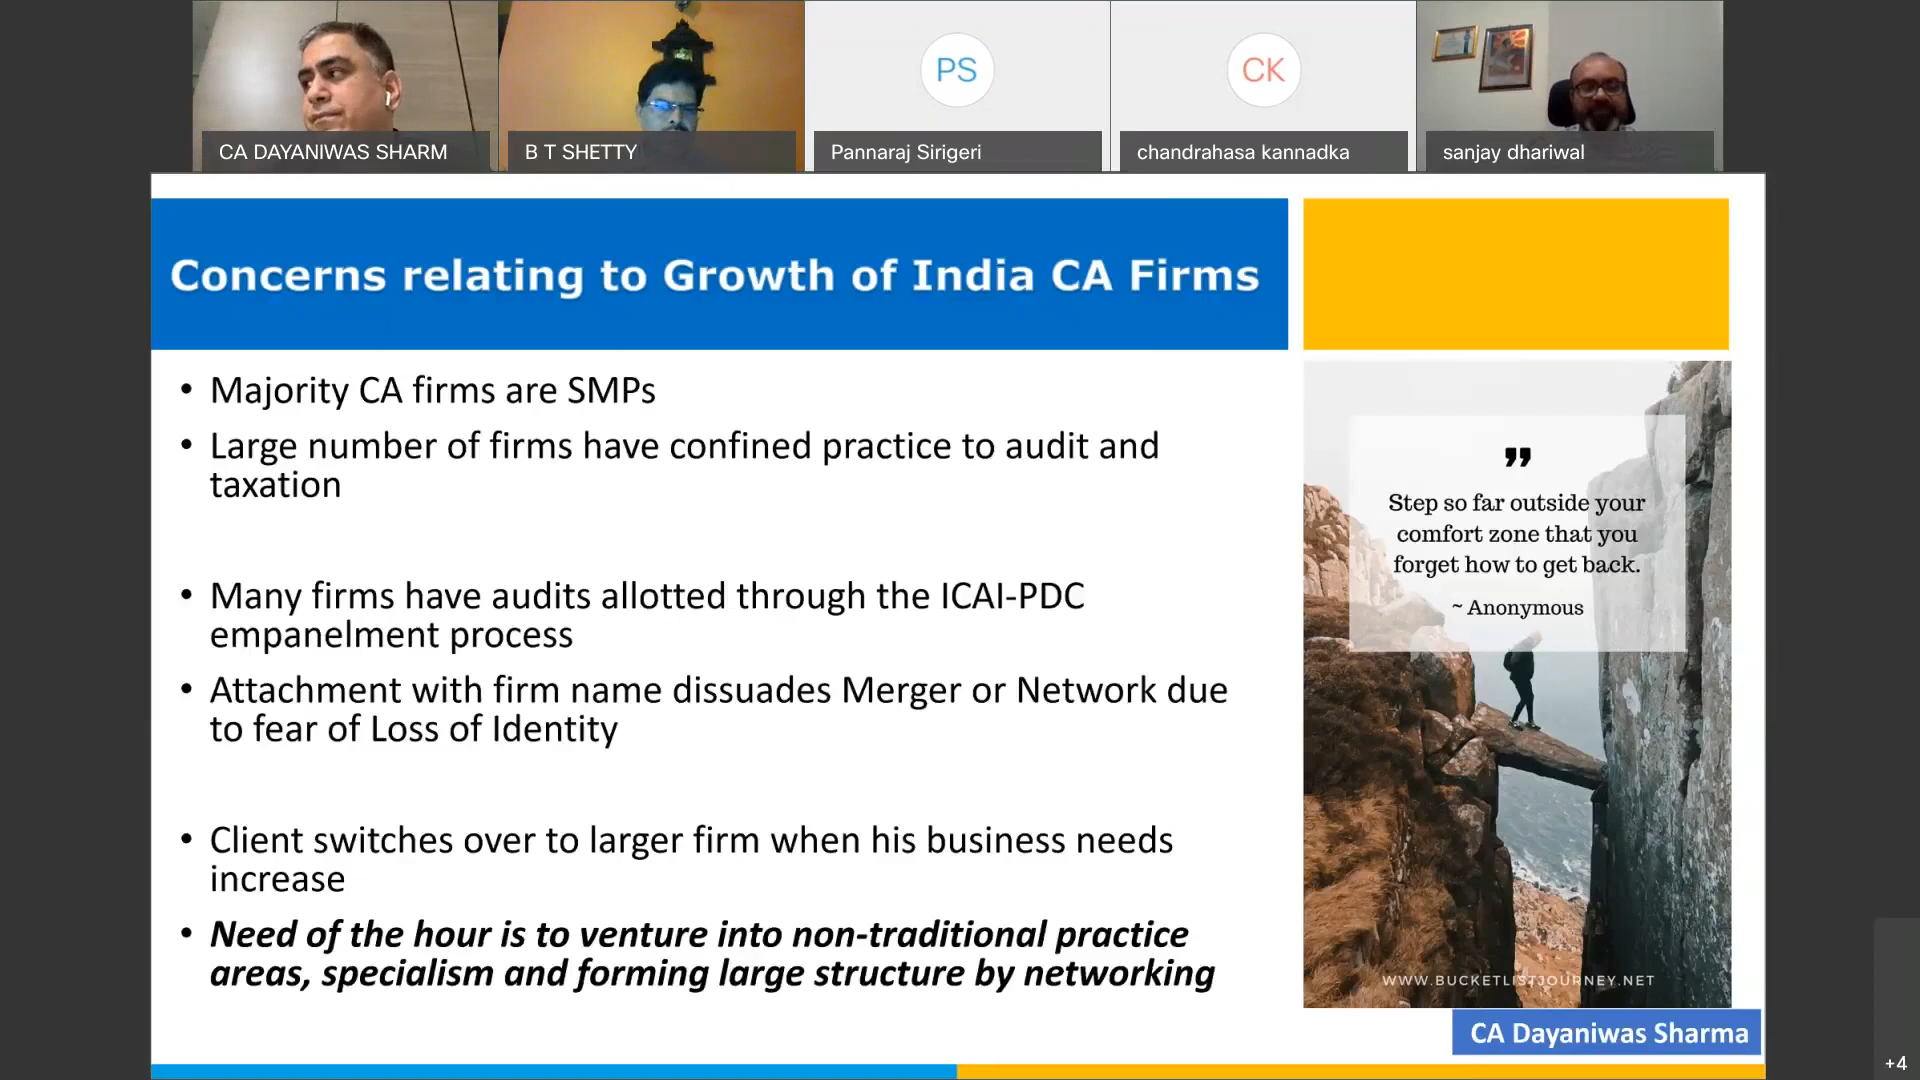 CA DAYANIWAS SHARM
B T SHETTY
PS
Pannaraj Sirigeri
CK
chandrahasa kannadka
sanjay dhariwal
Concerns relating to Growth of India CA Firms
• Majority CA firms are SMPs
• Large number of firms have confined practice to audit and
taxation
• Many firms have audits allotted through the ICAI-PDC
empanelment process
• Attachment with firm name dissuades Merger or Network due
to fear of Loss of Identity
• Client switches over to larger firm when his business needs
increase
• Need of the hour is to venture into non-traditional practice
areas, specialism and forming large structure by networking
”
Step so far outside your
comfort zone that you
forget how to get back.
~ Anonymous
WWW.BUCKETLISTJOURNEY.NET
CA Dayaniwas Sharma
+4